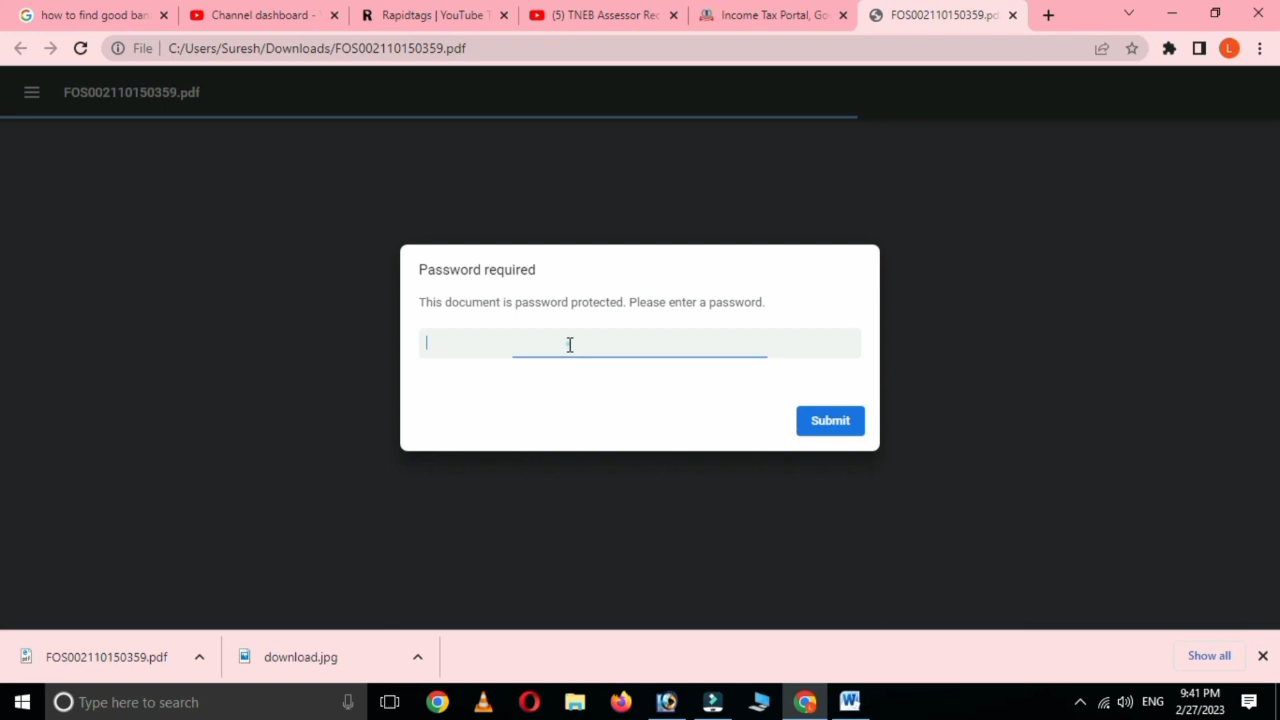 how to find good ban
Channel dashboard -
Rapidtags | YouTube T
(5) TNEB Assessor Rec
Income Tax Portal, Go
FOS002110150359.pd
File
C:/Users/Suresh/Downloads/FOS002110150359.pdf
L
FOS002110150359.pdf
Password required
This document is password protected. Please enter a password.
Submit
FOS002110150359.pdf
download.jpg
Show all
Type here to search
ENG
9:41 PM
2/27/2023